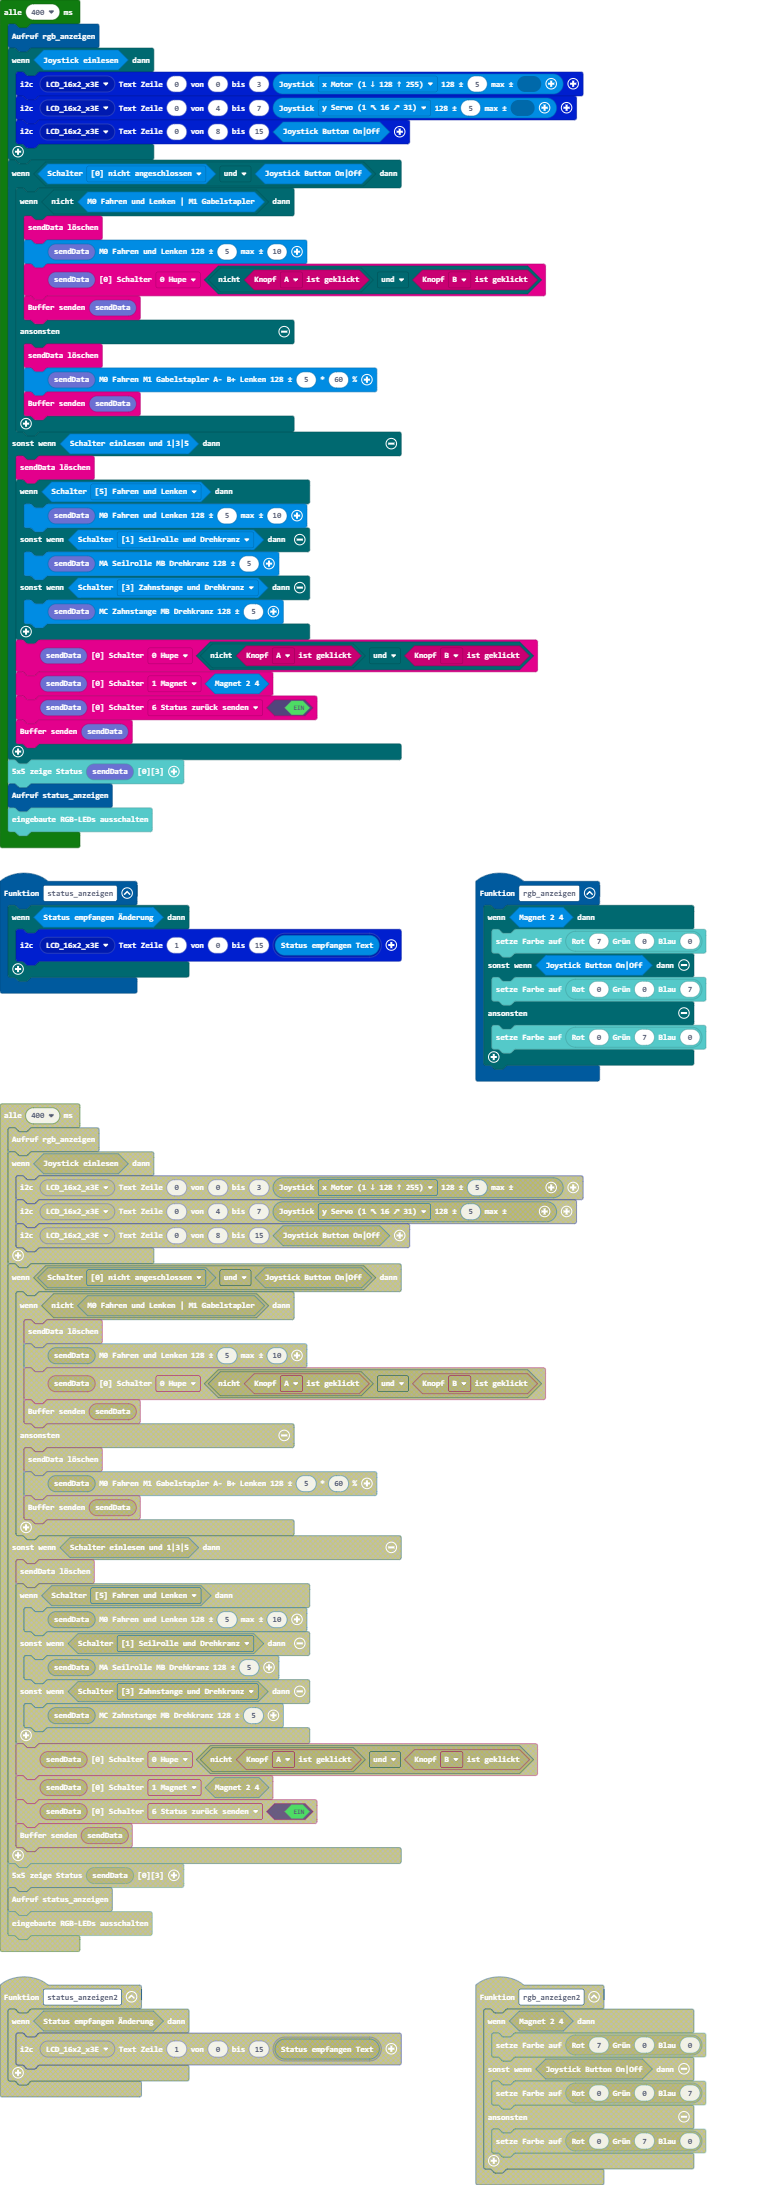 alle 400 ms
Aufruf rgb_anzeigen
wenn Joystick einlesen dann
i2c LCD_16x2_x3E Text Zeile 0 von 0 bis 3 Joystick x Motor (1 ↓ 128 ↑ 255) 128 ± 5 max ±
i2c LCD_16x2_x3E Text Zeile 0 von 4 bis 7 Joystick y Servo (1 ↖ 16 ↗ 31) 128 ± 5 max ±
i2c LCD_16x2_x3E Text Zeile 0 von 8 bis 15 Joystick Button On|Off
wenn Schalter [0] nicht angeschlossen und Joystick Button On|Off dann
wenn nicht M0 Fahren und Lenken | M1 Gabelstapler dann
sendData löschen
sendData M0 Fahren und Lenken 128 ± 5 max ± 10
sendData [0] Schalter 0 Hupe nicht Knopf A ist geklickt und Knopf B ist geklickt
Buffer senden sendData
ansonsten
sendData löschen
sendData M0 Fahren M1 Gabelstapler A- B+ Lenken 128 ± 5 * 60 %
Buffer senden sendData
sonst wenn Schalter einlesen und 1|3|5 dann
sendData löschen
wenn Schalter [5] Fahren und Lenken dann
sendData M0 Fahren und Lenken 128 ± 5 max ± 10
sonst wenn Schalter [1] Seilrolle und Drehkranz dann
sendData MA Seilrolle MB Drehkranz 128 ± 5
sonst wenn Schalter [3] Zahnstange und Drehkranz dann
sendData MC Zahnstange MB Drehkranz 128 ± 5
sendData [0] Schalter 0 Hupe nicht Knopf A ist geklickt und Knopf B ist geklickt
sendData [0] Schalter 1 Magnet Magnet 2 4
sendData [0] Schalter 6 Status zurück senden EIN
Buffer senden sendData
5x5 zeige Status sendData [0][3]
Aufruf status_anzeigen
eingebaute RGB-LEDs ausschalten
Funktion status_anzeigen
wenn Status empfangen Änderung dann
i2c LCD_16x2_x3E Text Zeile 1 von 0 bis 15 Status empfangen Text
Funktion rgb_anzeigen
wenn Magnet 2 4 dann
setze Farbe auf Rot 7 Grün 0 Blau 0
sonst wenn Joystick Button On|Off dann
setze Farbe auf Rot 0 Grün 0 Blau 7
ansonsten
setze Farbe auf Rot 0 Grün 7 Blau 0
alle 400 ms
Aufruf rgb_anzeigen
wenn Joystick einlesen dann
i2c LCD_16x2_x3E Text Zeile 0 von 0 bis 3 Joystick x Motor (1 ↓ 128 ↑ 255) 128 ± 5 max ±
i2c LCD_16x2_x3E Text Zeile 0 von 4 bis 7 Joystick y Servo (1 ↖ 16 ↗ 31) 128 ± 5 max ±
i2c LCD_16x2_x3E Text Zeile 0 von 8 bis 15 Joystick Button On|Off
wenn Schalter [0] nicht angeschlossen und Joystick Button On|Off dann
wenn nicht M0 Fahren und Lenken | M1 Gabelstapler dann
sendData löschen
sendData M0 Fahren und Lenken 128 ± 5 max ± 10
sendData [0] Schalter 0 Hupe nicht Knopf A ist geklickt und Knopf B ist geklickt
Buffer senden sendData
ansonsten
sendData löschen
sendData M0 Fahren M1 Gabelstapler A- B+ Lenken 128 ± 5 * 60 %
Buffer senden sendData
sonst wenn Schalter einlesen und 1|3|5 dann
sendData löschen
wenn Schalter [5] Fahren und Lenken dann
sendData M0 Fahren und Lenken 128 ± 5 max ± 10
sonst wenn Schalter [1] Seilrolle und Drehkranz dann
sendData MA Seilrolle MB Drehkranz 128 ± 5
sonst wenn Schalter [3] Zahnstange und Drehkranz dann
sendData MC Zahnstange MB Drehkranz 128 ± 5
sendData [0] Schalter 0 Hupe nicht Knopf A ist geklickt und Knopf B ist geklickt
sendData [0] Schalter 1 Magnet Magnet 2 4
sendData [0] Schalter 6 Status zurück senden EIN
Buffer senden sendData
5x5 zeige Status sendData [0][3]
Aufruf status_anzeigen
eingebaute RGB-LEDs ausschalten
Funktion status_anzeigen2
wenn Status empfangen Änderung dann
i2c LCD_16x2_x3E Text Zeile 1 von 0 bis 15 Status empfangen Text
Funktion rgb_anzeigen2
wenn Magnet 2 4 dann
setze Farbe auf Rot 7 Grün 0 Blau 0
sonst wenn Joystick Button On|Off dann
setze Farbe auf Rot 0 Grün 0 Blau 7
ansonsten
setze Farbe auf Rot 0 Grün 7 Blau 0